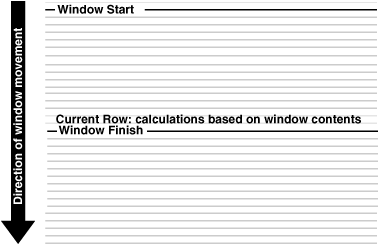 Window Start
Direction of window movement
Current Row: calculations based on window contents
Window Finish